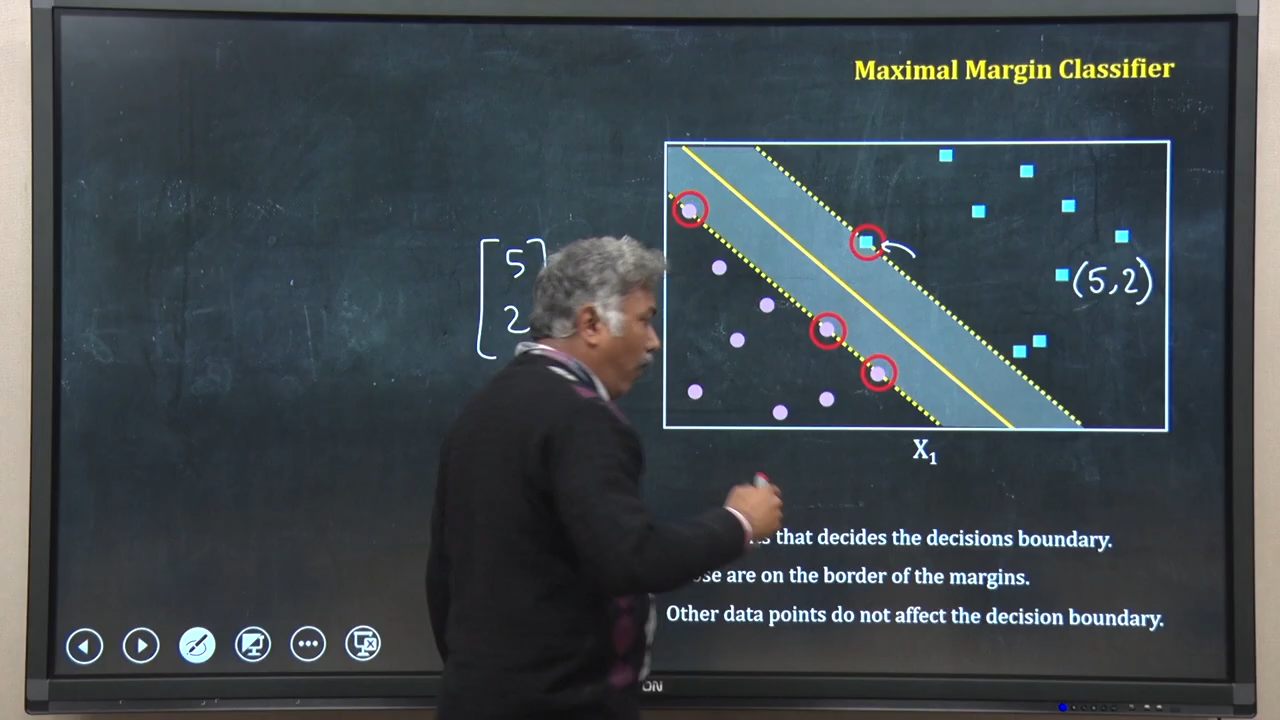 Maximal Margin Classifier
5
2
(5,2)
X₁
that decides the decisions boundary.
are on the border of the margins.
Other data points do not affect the decision boundary.